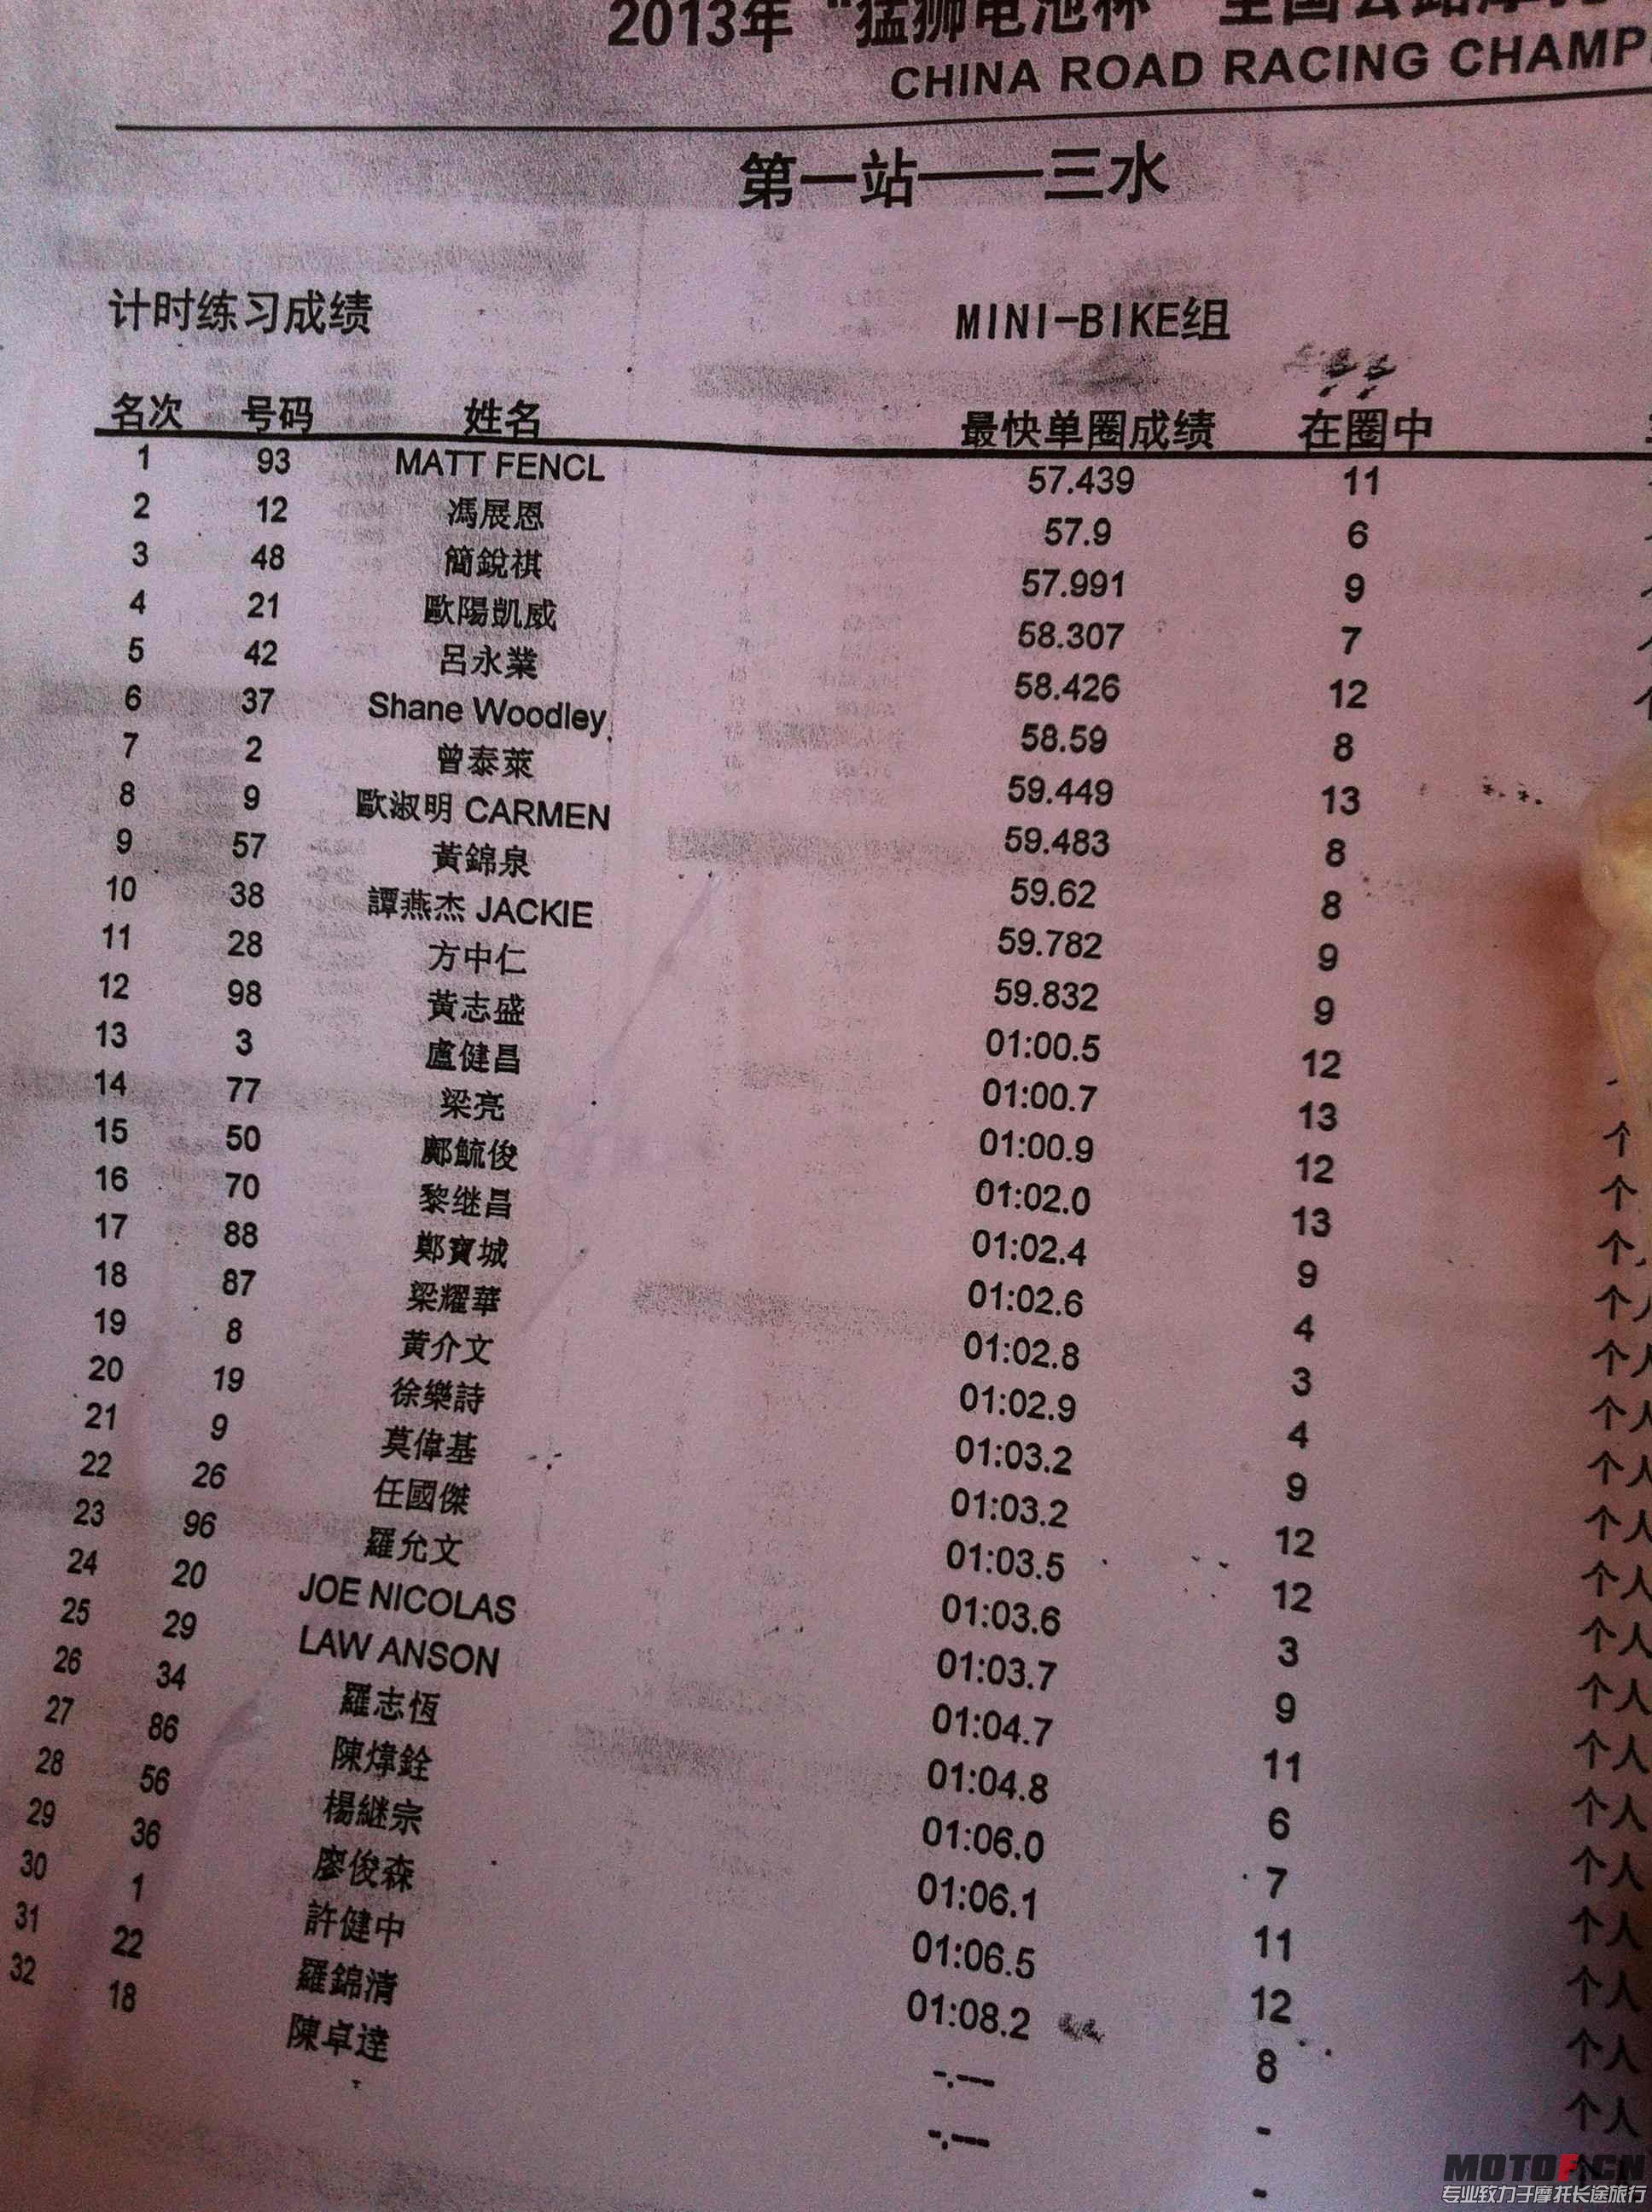 2013年“猛狮电池杯”全国公路摩
CHINA ROAD RACING CHAMP
第一站——三水
计时练习成绩 MINI-BIKE组
名次 号码 姓名 最快单圈成绩 在圈中
1 93 MATT FENCL 57.439 11
2 12 馮展恩 57.9 6
3 48 簡銳祺 57.991 9
4 21 歐陽凱威 58.307 7
5 42 呂永業 58.426 12
6 37 Shane Woodley 58.59 8
7 2 曾泰萊 59.449 13
8 9 歐淑明 CARMEN 59.483 8
9 57 黃錦泉 59.62 8
10 38 譚燕杰 JACKIE 59.782 9
11 28 方中仁 59.832 9
12 98 黃志盛 01:00.5 12
13 3 盧健昌 01:00.7 13 个
14 77 梁亮 01:00.9 12 个
15 50 鄺毓俊 01:02.0 13 个
16 70 黎继昌 01:02.4 9 个人
17 88 鄭寶城 01:02.6 4 个人
18 87 梁耀華 01:02.8 3 个人
19 8 黃介文 01:02.9 4 个人
20 19 徐樂詩 01:03.2 9 个人
21 9 莫偉基 01:03.2 12 个人
22 26 任國傑 01:03.5 12 个人
23 96 羅允文 01:03.6 3 个人
24 20 JOE NICOLAS 01:03.7 9 个人
25 29 LAW ANSON 01:04.7 11 个人
26 34 羅志恆 01:04.8 6 个人
27 86 陳煒銓 01:06.0 7 个人
28 56 楊継宗 01:06.1 11 个人
29 36 廖俊森 01:06.5 12 个人
30 1 許健中 01:08.2 8 个人
31 22 羅錦清 -.--- -
32 18 陳卓達 -.--- -
MOTOF.CN
专业致力于摩托长途旅行